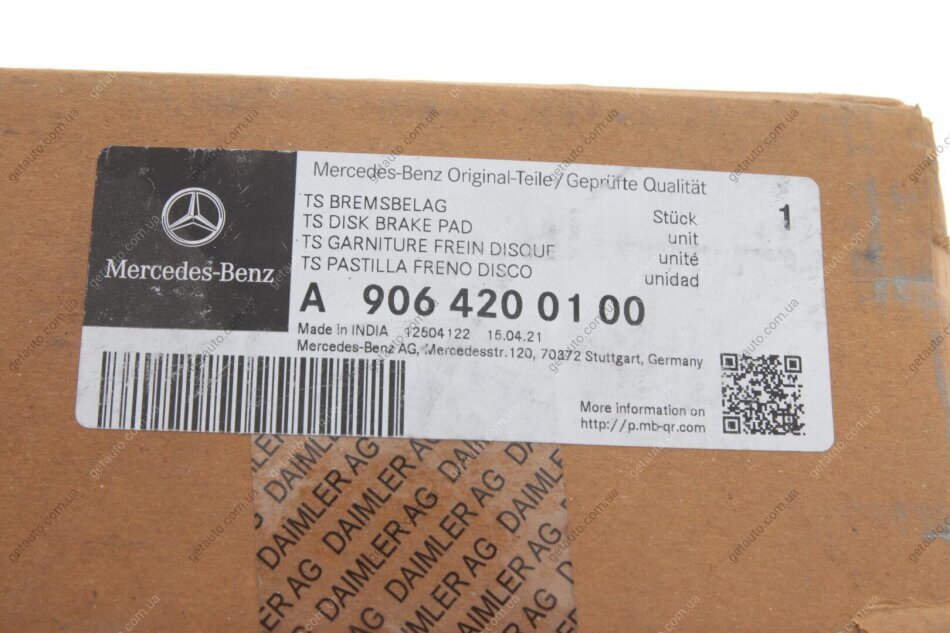 Mercedes-Benz
Mercedes-Benz Original-Teile/Geprüfte Qualität
TS BREMSBELAG
TS DISK BRAKE PAD
TS GARNITURE FREIN DISQUE
TS PASTILLA FRENO DISCO
Stück
unit
unité
unidad
1
A 906 420 01 00
Made in INDIA 12504122 15.04.21
Mercedes-Benz AG, Mercedesstr.120, 70372 Stuttgart, Germany
More information on
http://p.mb-qr.com
DAIMLER AG
DAIMLER AG
DAIMLER AG
DAIMLER AG
DAIMLER AG
DAIMLER AG
getauto.com.ua